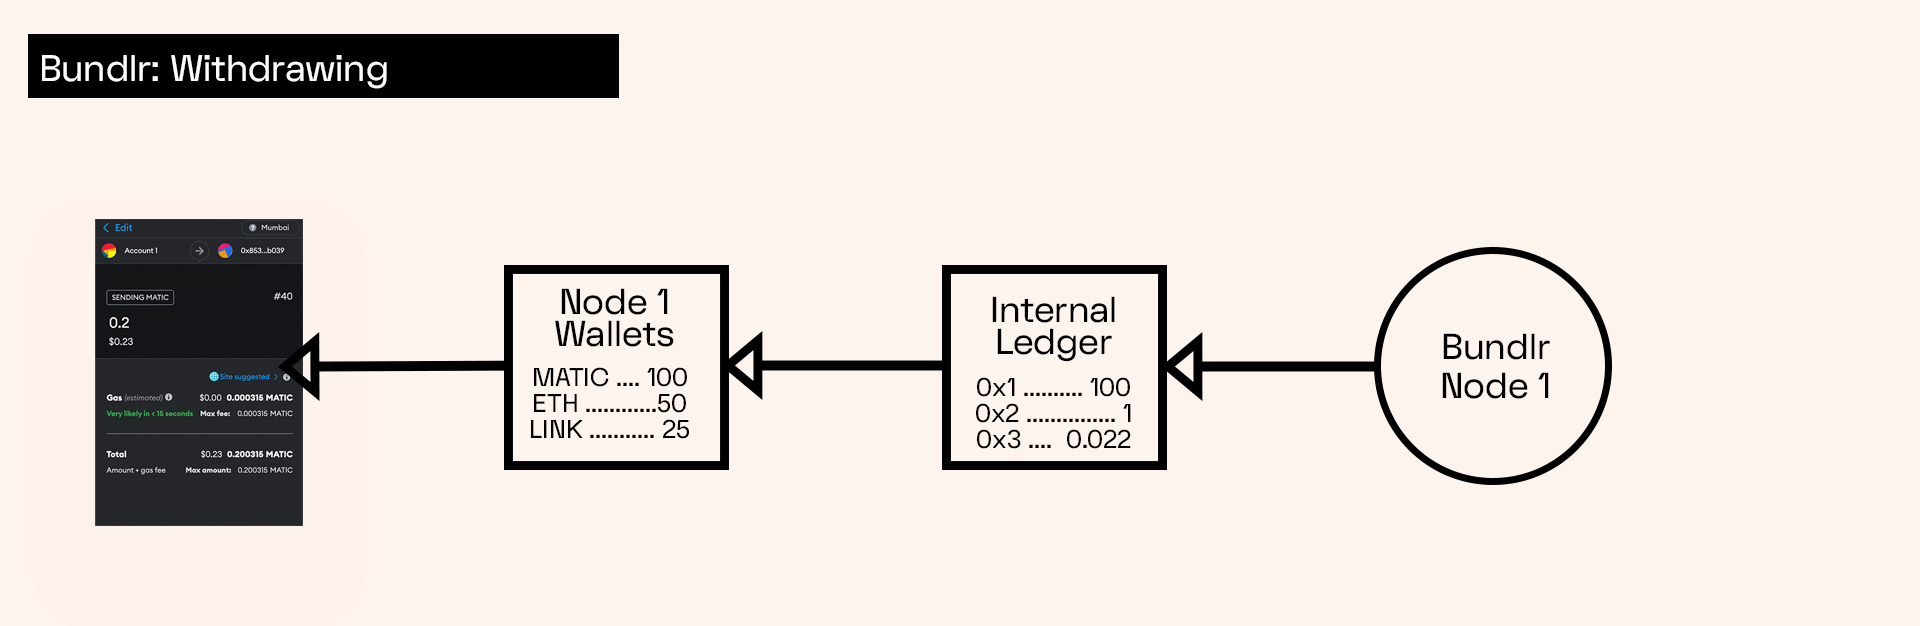 Bundlr: Withdrawing
Edit
Mumbai
Account 1
0x853...b039
SENDING MATIC
#40
0.2
$0.23
Site suggested >
Gas (estimated) $0.00 0.000315 MATIC
Very likely in < 15 seconds Max fee: 0.000315 MATIC
Total $0.23 0.200315 MATIC
Amount + gas fee Max amount: 0.200315 MATIC
Node 1
Wallets
MATIC .... 100
ETH ............50
LINK ........... 25
Internal
Ledger
0x1 .......... 100
0x2 ............... 1
0x3 .... 0.022
Bundlr
Node 1